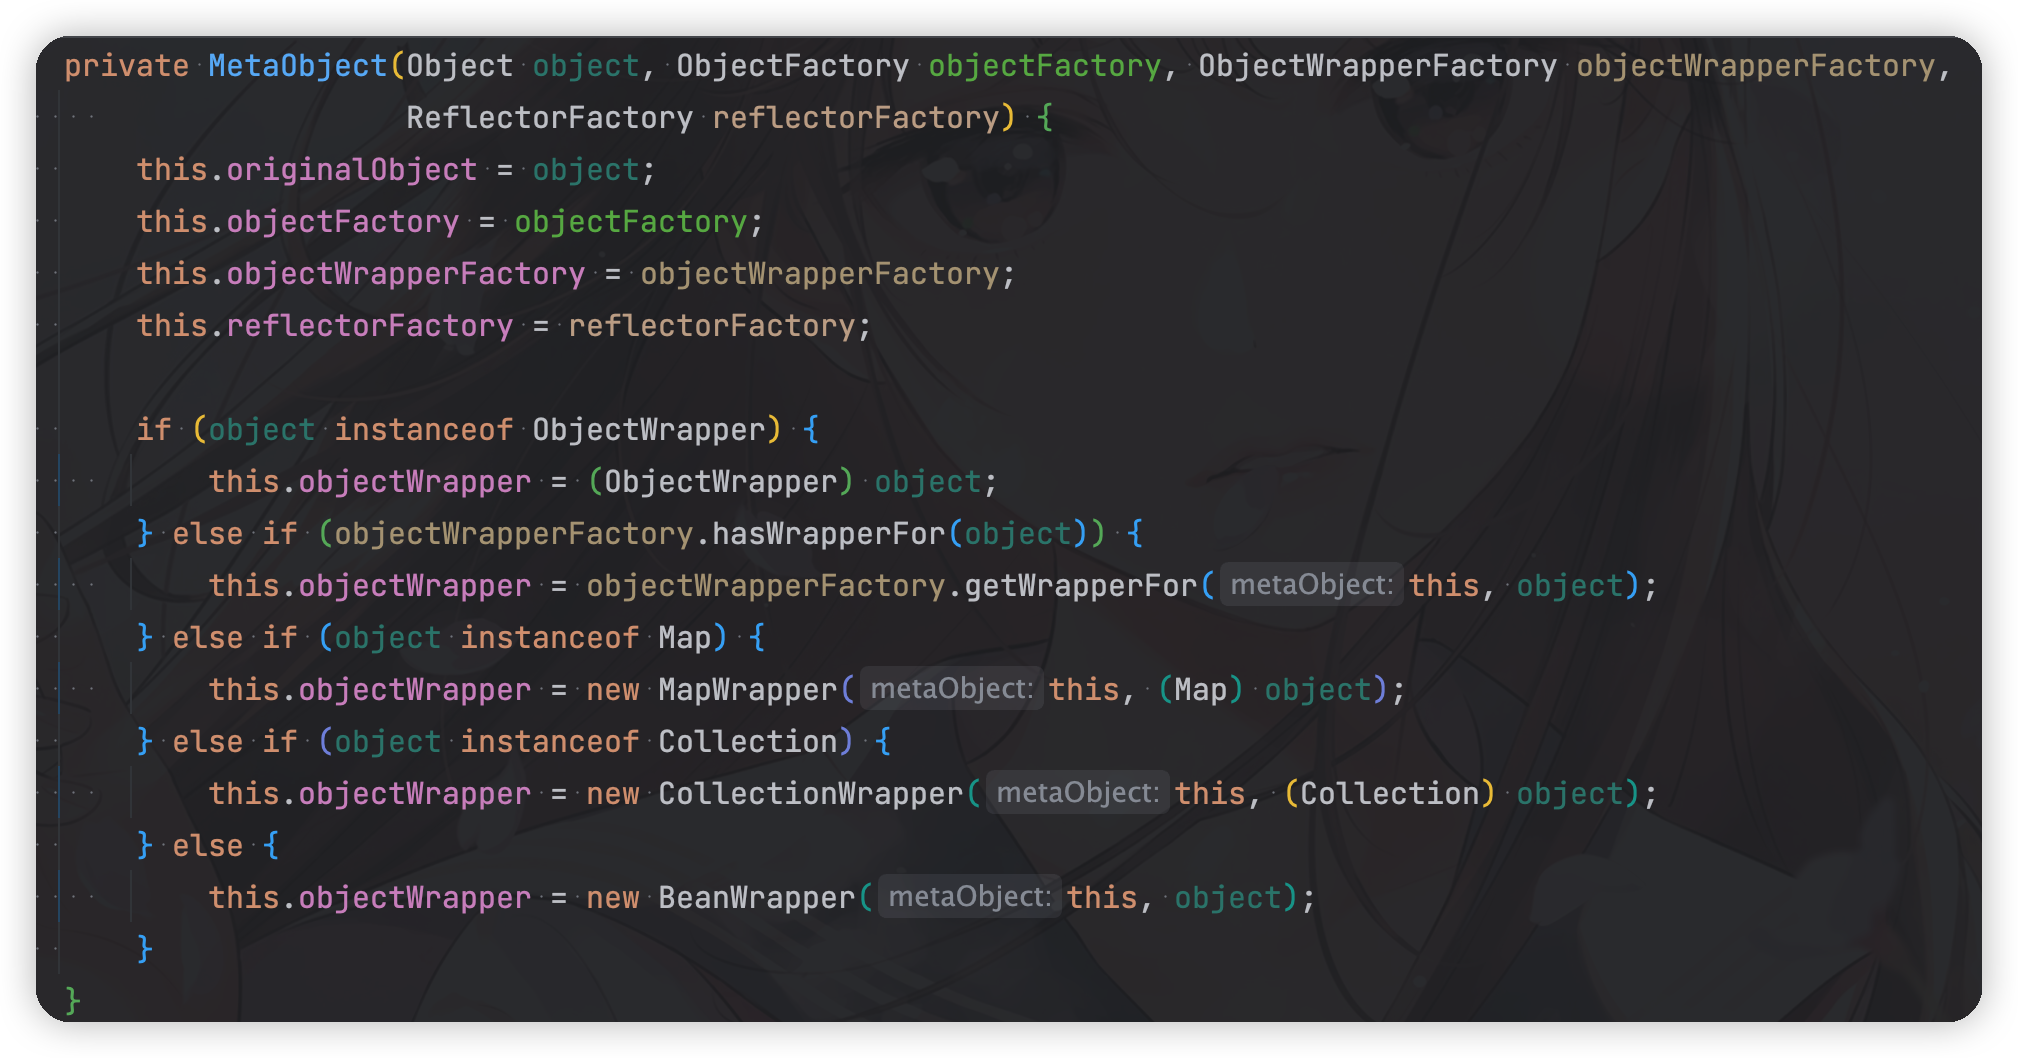 private MetaObject(Object object, ObjectFactory objectFactory, ObjectWrapperFactory objectWrapperFactory,
ReflectorFactory reflectorFactory) {
this.originalObject = object;
this.objectFactory = objectFactory;
this.objectWrapperFactory = objectWrapperFactory;
this.reflectorFactory = reflectorFactory;
if (object instanceof ObjectWrapper) {
this.objectWrapper = (ObjectWrapper) object;
} else if (objectWrapperFactory.hasWrapperFor(object)) {
this.objectWrapper = objectWrapperFactory.getWrapperFor( metaObject: this, object);
} else if (object instanceof Map) {
this.objectWrapper = new MapWrapper( metaObject: this, (Map) object);
} else if (object instanceof Collection) {
this.objectWrapper = new CollectionWrapper( metaObject: this, (Collection) object);
} else {
this.objectWrapper = new BeanWrapper( metaObject: this, object);
}
}